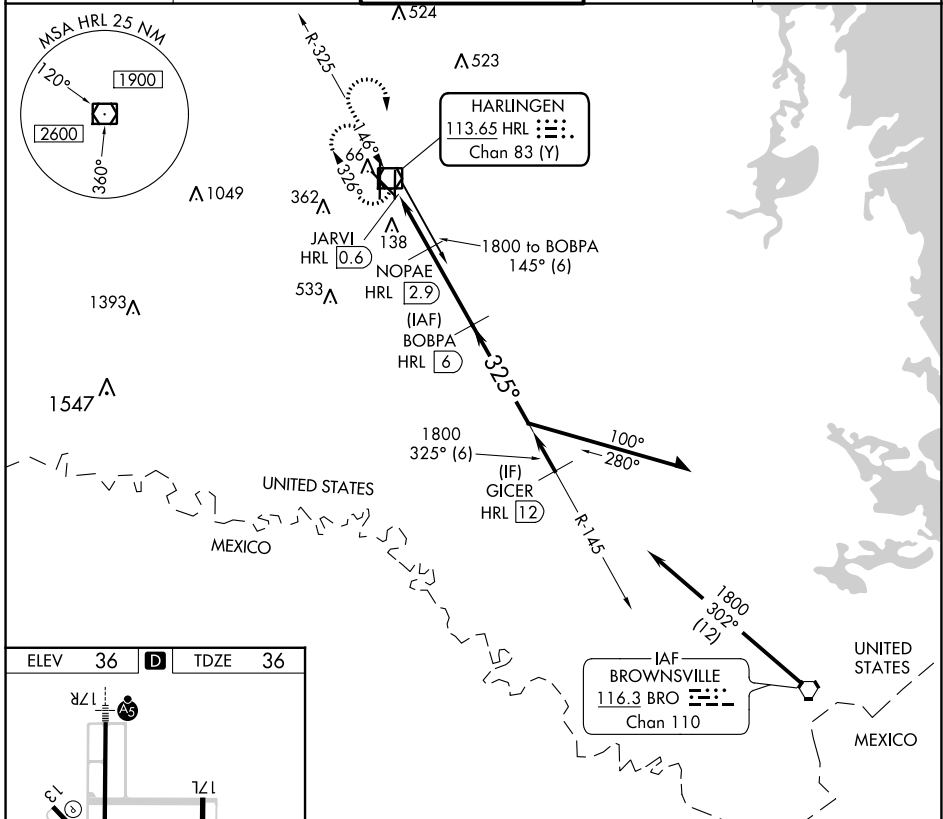 MSA HRL 25 NM
120°
1900
2600
360°
524
523
R-325
HARLINGEN
113.65 HRL
Chan 83 (Y)
146°
66
326°
1049
362
138
JARVI
HRL 0.6
NOPAE
HRL 2.9
1800 to BOBPA
145° (6)
533
1393
(IAF)
BOBPA
HRL 6
325°
1547
1800
325° (6)
100°
280°
(IF)
GICER
HRL 12
R-145
UNITED STATES
MEXICO
1800
302°
(12)
IAF
BROWNSVILLE
116.3 BRO
Chan 110
UNITED
STATES
MEXICO
ELEV 36 D TDZE 36
17R
A5
17L
13
P